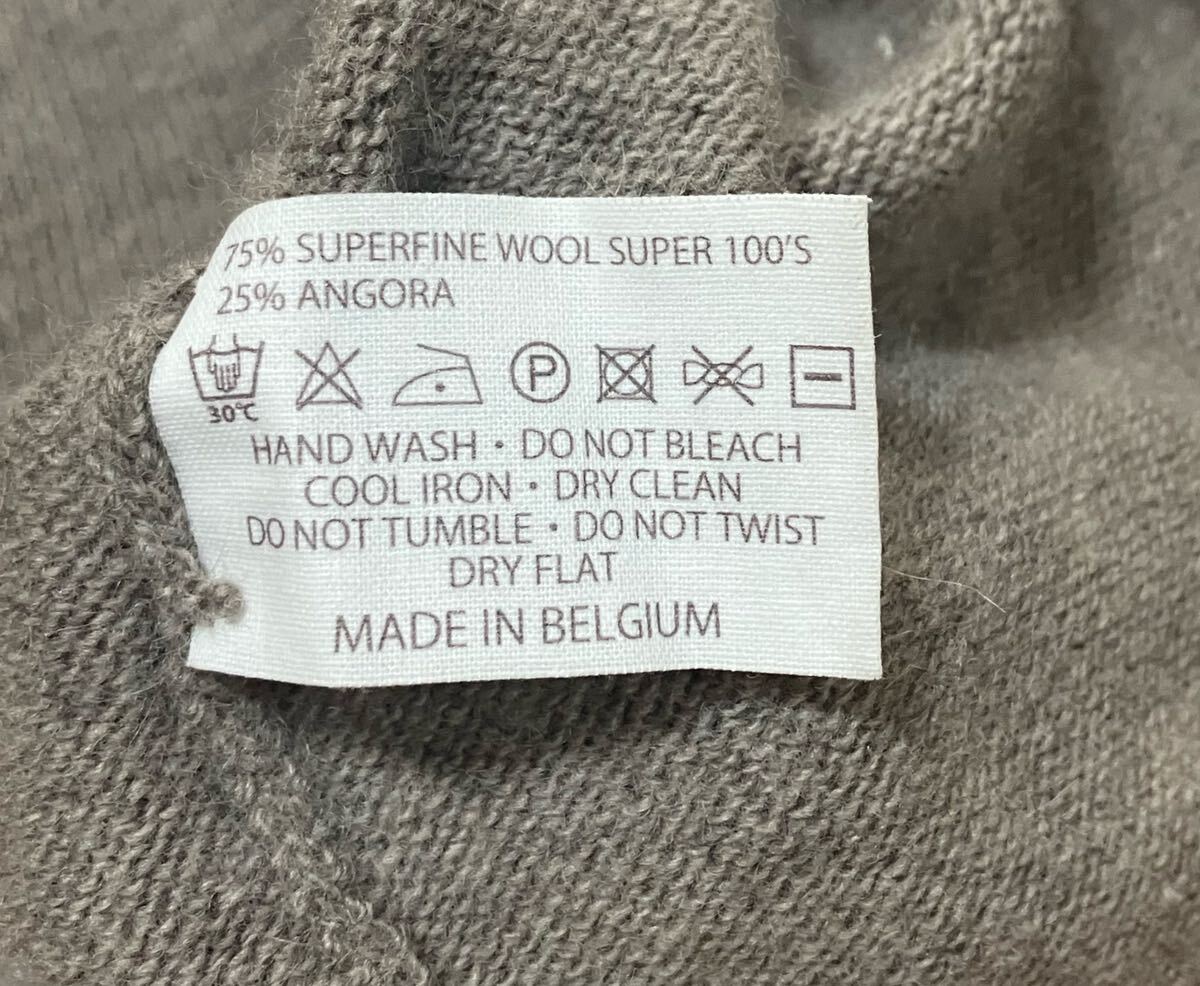 75% SUPERFINE WOOL SUPER 100'S
25% ANGORA
30°C
P
HAND WASH • DO NOT BLEACH
COOL IRON • DRY CLEAN
DO NOT TUMBLE • DO NOT TWIST
DRY FLAT
MADE IN BELGIUM